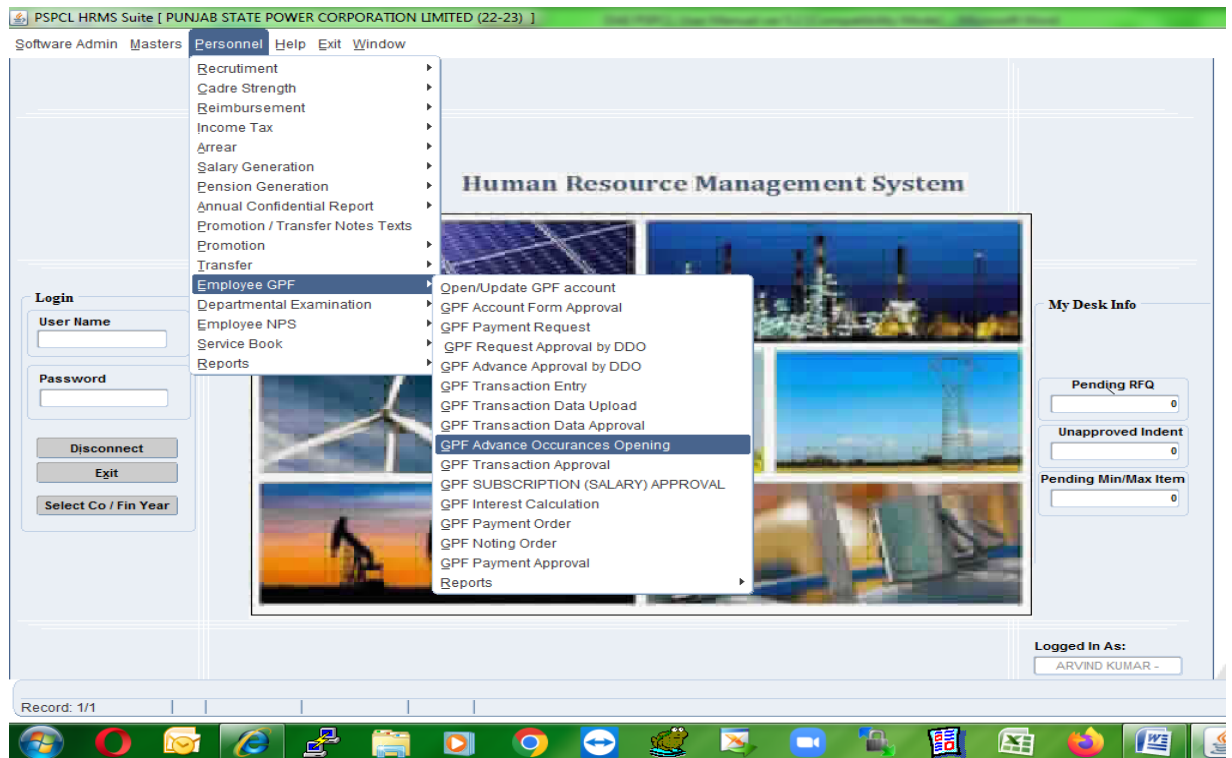 PSPCL HRMS Suite [ PUNJAB STATE POWER CORPORATION LIMITED (22-23) ]
Software Admin Masters Personnel Help Exit Window
Recrutiment
Cadre Strength
Reimbursement
Income Tax
Arrear
Salary Generation
Pension Generation
Annual Confidential Report
Promotion / Transfer Notes Texts
Promotion
Transfer
Employee GPF
Departmental Examination
Employee NPS
Service Book
Reports
Open/Update GPF account
GPF Account Form Approval
GPF Payment Request
GPF Request Approval by DDO
GPF Advance Approval by DDO
GPF Transaction Entry
GPF Transaction Data Upload
GPF Transaction Data Approval
GPF Advance Occurances Opening
GPF Transaction Approval
GPF SUBSCRIPTION (SALARY) APPROVAL
GPF Interest Calculation
GPF Payment Order
GPF Noting Order
GPF Payment Approval
Reports
Human Resource Management System
Login
User Name
Password
Disconnect
Exit
Select Co / Fin Year
My Desk Info
Pending RFQ
0
Unapproved Indent
0
Pending Min/Max Item
0
Logged In As:
ARVIND KUMAR -
Record: 1/1